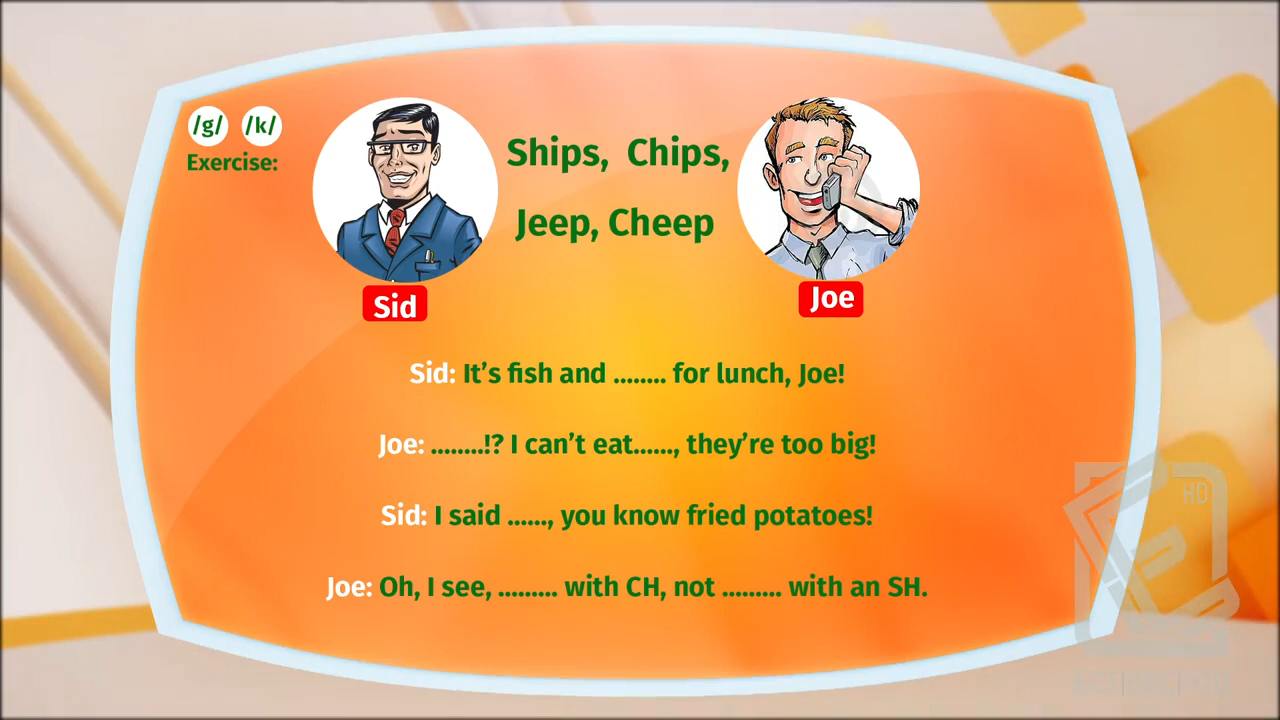 /g/ /k/
Exercise:
Ships, Chips,
Jeep, Cheep
Sid
Joe
Sid: It’s fish and ........ for lunch, Joe!
Joe: ........!? I can’t eat......, they’re too big!
Sid: I said ......, you know fried potatoes!
Joe: Oh, I see, ......... with CH, not ......... with an SH.
HD